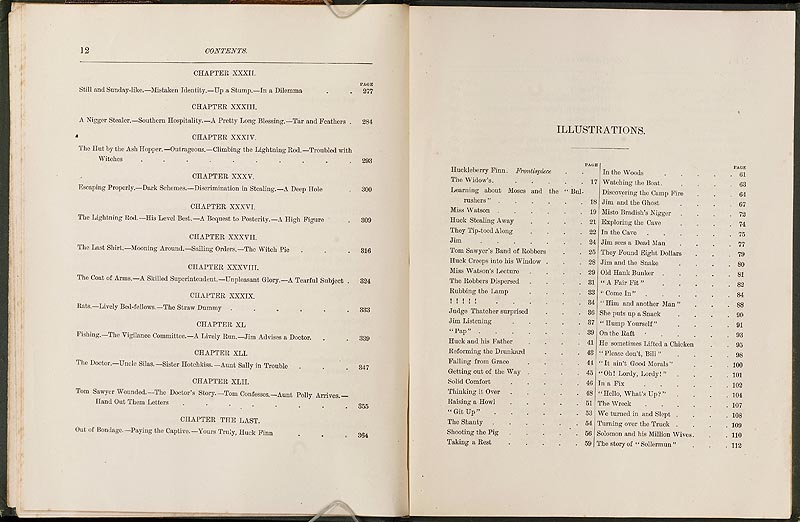 12
CONTENTS.
CHAPTER XXXII.
PAGE
Still and Sunday-like.—Mistaken Identity.—Up a Stump.—In a Dilemma . . 277
CHAPTER XXXIII.
A Nigger Stealer.—Southern Hospitality.—A Pretty Long Blessing.—Tar and Feathers . 284
CHAPTER XXXIV.
The Hut by the Ash Hopper.—Outrageous.—Climbing the Lightning Rod.—Troubled with
Witches . . . . . . . . . . 293
CHAPTER XXXV.
Escaping Properly.—Dark Schemes.—Discrimination in Stealing.—A Deep Hole . 300
CHAPTER XXXVI.
The Lightning Rod.—His Level Best.—A Bequest to Posterity.—A High Figure . 309
CHAPTER XXXVII.
The Last Shirt.—Mooning Around.—Sailing Orders.—The Witch Pie . . . 316
CHAPTER XXXVIII.
The Coat of Arms.—A Skilled Superintendent.—Unpleasant Glory.—A Tearful Subject . 324
CHAPTER XXXIX.
Rats.—Lively Bed-fellows.—The Straw Dummy . . . . . 333
CHAPTER XL.
Fishing.—The Vigilance Committee.—A Lively Run.—Jim Advises a Doctor. . . 339
CHAPTER XLI.
The Doctor.—Uncle Silas.—Sister Hotchkiss.—Aunt Sally in Trouble . . . 347
CHAPTER XLII.
Tom Sawyer Wounded.—The Doctor's Story.—Tom Confesses.—Aunt Polly Arrives.—
Hand Out Them Letters . . . . . . . 355
CHAPTER THE LAST.
Out of Bondage.—Paying the Captive.—Yours Truly, Huck Finn . . . 364
ILLUSTRATIONS.
PAGE
Huckleberry Finn. Frontispiece . .
The Widow's. . . . . . 17
Learning about Moses and the "Bul-
rushers" . . . . . 18
Miss Watson . . . . . 19
Huck Stealing Away . . . 21
They Tip-toed Along . . . 22
Jim . . . . . . 24
Tom Sawyer's Band of Robbers . . 25
Huck Creeps into his Window . . 28
Miss Watson's Lecture . . . 29
The Robbers Dispersed . . . 31
Rubbing the Lamp . . . 33
! ! ! ! ! . . . . 34
Judge Thatcher surprised . . . 36
Jim Listening . . . . 37
"Pap" . . . . . 39
Huck and his Father . . . 41
Reforming the Drunkard . . . 43
Falling from Grace . . . 44
Getting out of the Way . . . 45
Solid Comfort . . . . 46
Thinking it Over . . . . 48
Raising a Howl . . . . 51
"Git Up" . . . . . 53
The Shanty . . . . . 54
Shooting the Pig . . . . 56
Taking a Rest . . . . 59
PAGE
In the Woods . . . . 61
Watching the Boat. . . . 63
Discovering the Camp Fire . . 64
Jim and the Ghost . . . 67
Misto Bradish's Nigger . . . 72
Exploring the Cave . . . 74
In the Cave . . . . 75
Jim sees a Dead Man . . . 77
They Found Eight Dollars . . 79
Jim and the Snake . . . 80
Old Hank Bunker . . . 81
"A Fair Fit" . . . . 82
"Come In" . . . . 84
"Him and another Man" . . . 88
She puts up a Snack . . . 90
"Hump Yourself" . . . 91
On the Raft . . . . 93
He sometimes Lifted a Chicken . . 95
"Please don't, Bill" . . . 98
"It ain't Good Morals" . . . 100
"Oh! Lordy, Lordy!" . . . 101
In a Fix . . . . . 102
"Hello, What's Up?" . . . 104
The Wreck . . . . . 107
We turned in and Slept . . . 108
Turning over the Truck . . . 109
Solomon and his Million Wives. . . 110
The story of "Sollermun" . . . 112